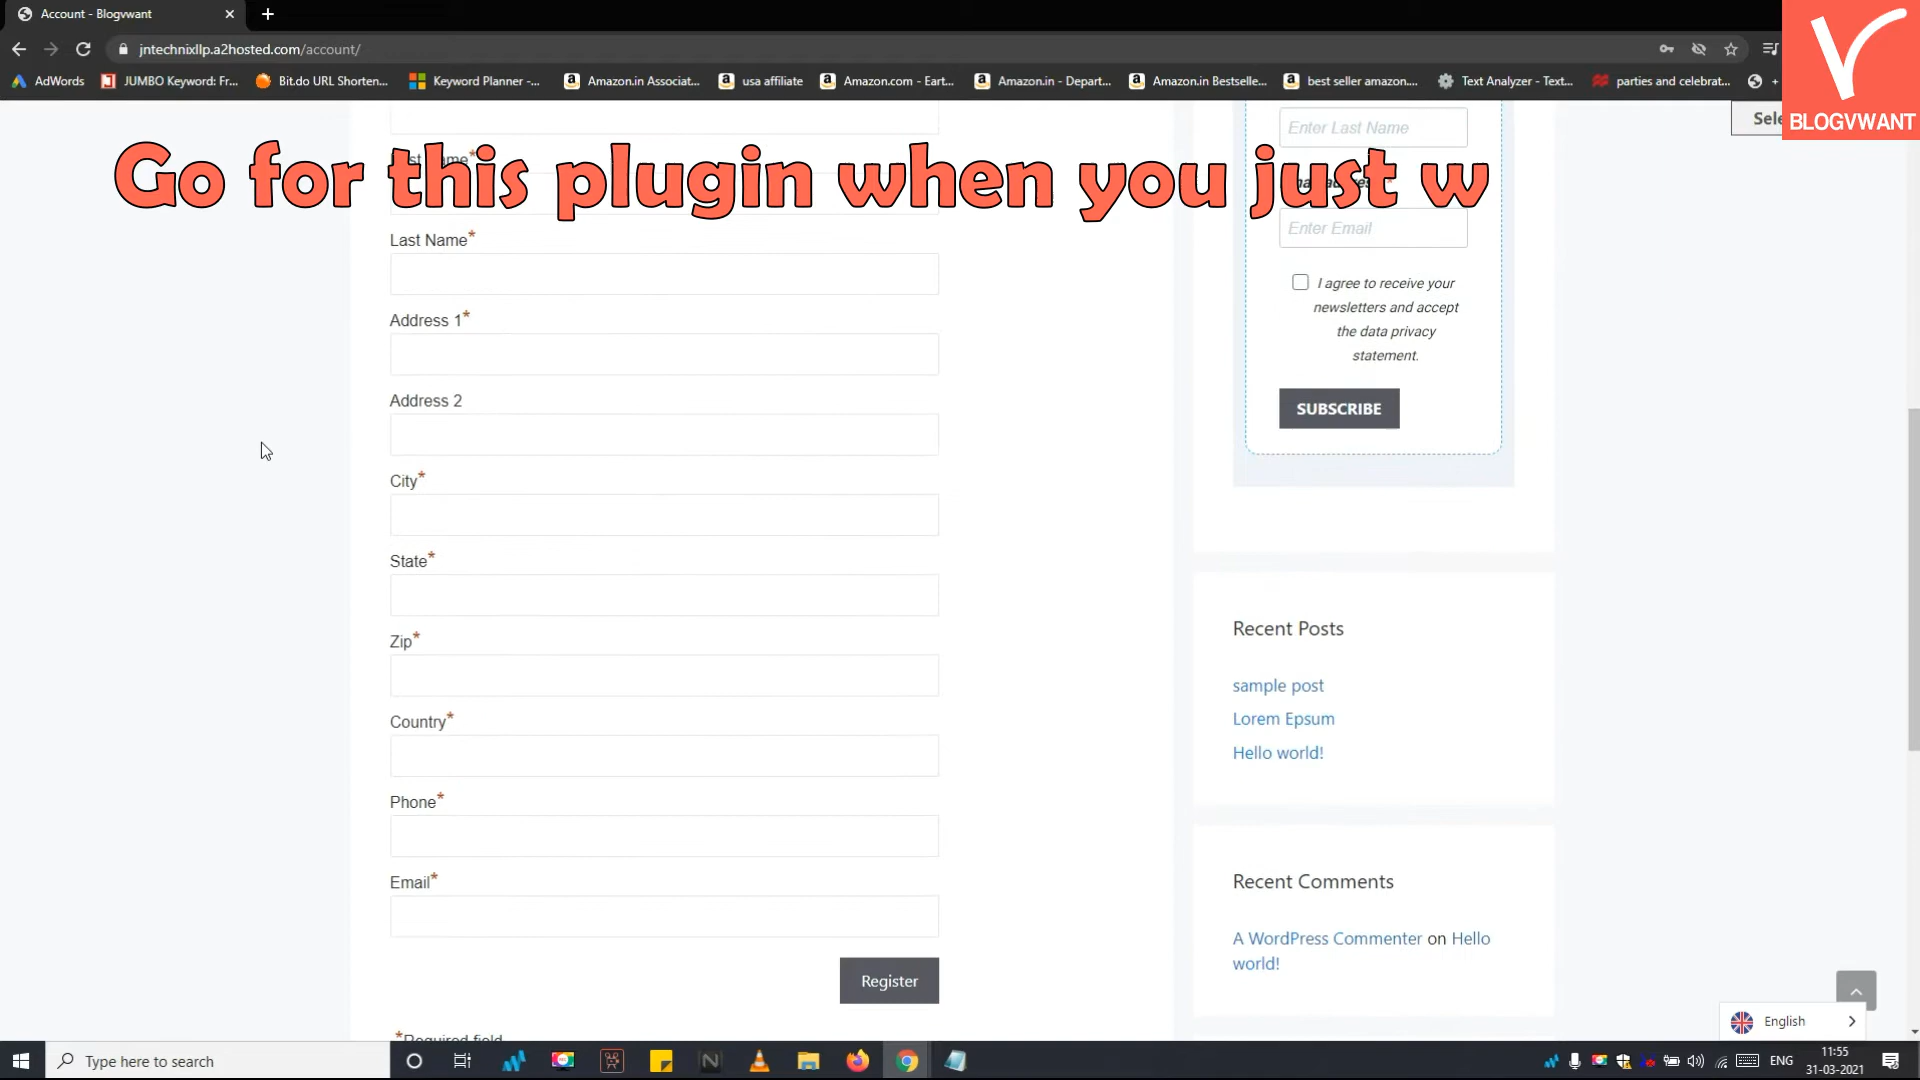 Account - Blogvwant
jntechnixllp.a2hosted.com/account/
AdWords
JUMBO Keyword: Fr...
Bit.do URL Shorten...
Keyword Planner -...
Amazon.in Associat...
usa affiliate
Amazon.com - Eart...
Amazon.in - Depart...
Amazon.in Bestselle...
best seller amazon....
Text Analyzer - Text...
parties and celebrat...
BLOGVWANT
Go for this plugin when you just w
Last Name*
Address 1*
Address 2
City*
State*
Zip*
Country*
Phone*
Email*
Register
*Required field
Enter Last Name
Enter Email
I agree to receive your
newsletters and accept
the data privacy
statement.
SUBSCRIBE
Recent Posts
sample post
Lorem Epsum
Hello world!
Recent Comments
A WordPress Commenter on Hello
world!
English
Type here to search
ENG
11:55
31-03-2021